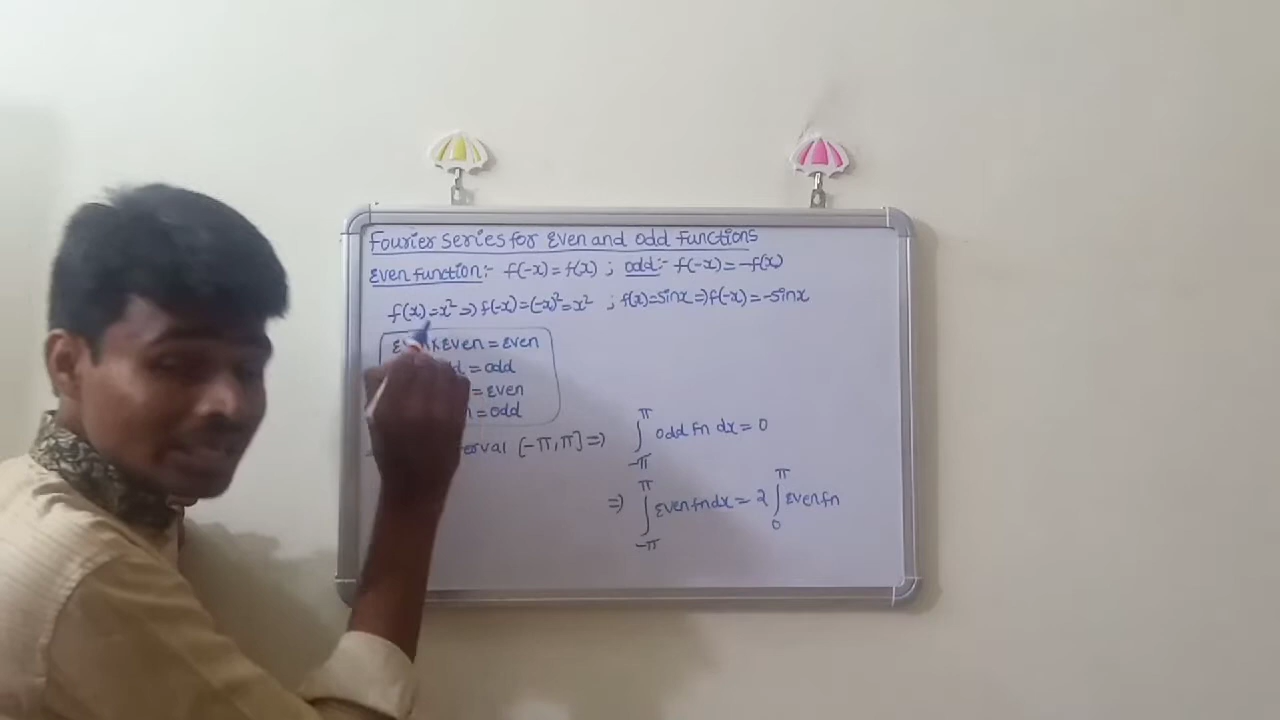 Fourier series for Even and odd Functions
Even function:- f(-x) = f(x) ; odd:- f(-x) = -f(x)
f(x) = x² => f(-x) = (-x)² = x² ; f(x) = sinx => f(-x) = -sinx
Even x Even = Even
= odd
= Even
= odd
[-π, π] => ∫_{-π}^{π} odd fn dx = 0
=> ∫_{-π}^{π} Even fn dx = 2 ∫_{0}^{π} Even fn